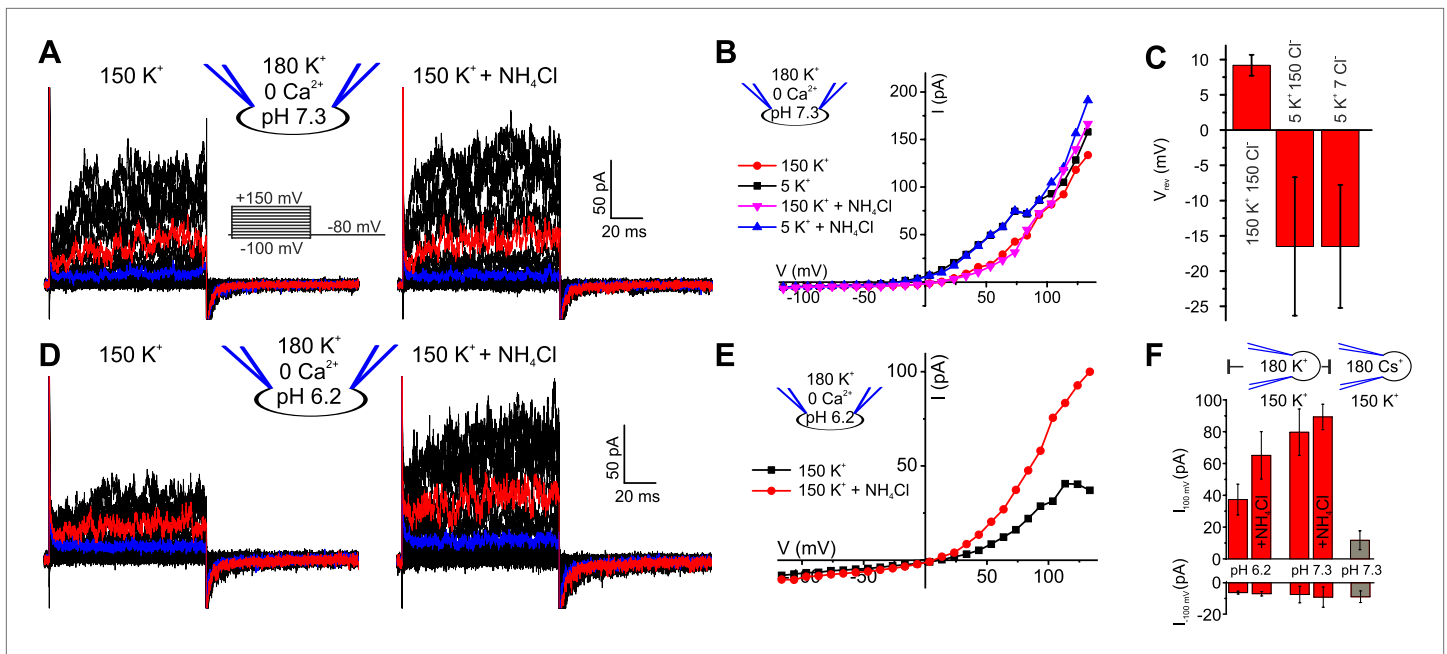 A
150 K⁺
180 K⁺
0 Ca²⁺
pH 7.3
150 K⁺ + NH₄Cl
+150 mV
-80 mV
-100 mV
50 pA
20 ms
B
180 K⁺
0 Ca²⁺
pH 7.3
150 K⁺
5 K⁺
150 K⁺ + NH₄Cl
5 K⁺ + NH₄Cl
I (pA)
200
150
100
50
V (mV)
-100
-50
50
100
C
V_rev (mV)
10
5
0
-5
-10
-15
-20
-25
150 K⁺ 150 Cl⁻
5 K⁺ 150 Cl⁻
5 K⁺ 7 Cl⁻
D
150 K⁺
180 K⁺
0 Ca²⁺
pH 6.2
150 K⁺ + NH₄Cl
50 pA
20 ms
E
180 K⁺
0 Ca²⁺
pH 6.2
150 K⁺
150 K⁺ + NH₄Cl
I (pA)
100
50
V (mV)
-50
50
100
F
180 K⁺
180 Cs⁺
150 K⁺
150 K⁺
I_100 mV (pA)
100
80
60
40
20
0
+NH₄Cl
+NH₄Cl
pH 6.2
pH 7.3
pH 7.3
I_-100 mV (pA)
0
-20